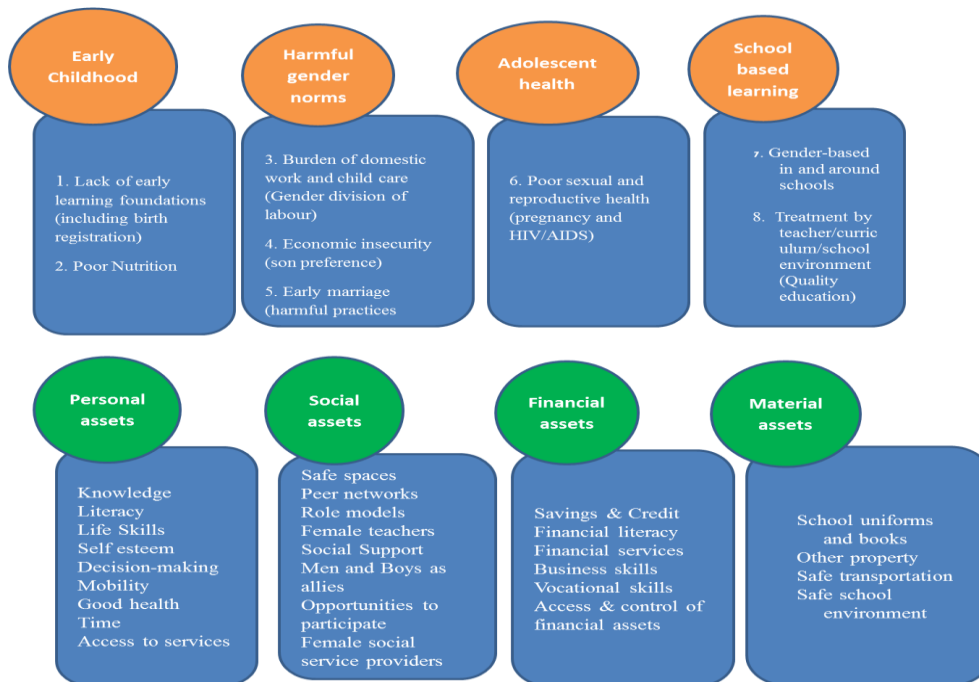 Early
Childhood
1. Lack of early
learning foundations
(including birth
registration)
2. Poor Nutrition
Harmful
gender
norms
3. Burden of domestic
work and child care
(Gender division of
labour)
4. Economic insecurity
(son preference)
5. Early marriage
(harmful practices
Adolescent
health
6. Poor sexual and
reproductive health
(pregnancy and
HIV/AIDS)
School
based
learning
7. Gender-based
in and around
schools
8. Treatment by
teacher/curric
ulum/school
environment
(Quality
education)
Personal
assets
Knowledge
Literacy
Life Skills
Self esteem
Decision-making
Mobility
Good health
Time
Access to services
Social
assets
Safe spaces
Peer networks
Role models
Female teachers
Social Support
Men and Boys as
allies
Opportunities to
participate
Female social
service providers
Financial
assets
Savings & Credit
Financial literacy
Financial services
Business skills
Vocational skills
Access & control of
financial assets
Material
assets
School uniforms
and books
Other property
Safe transportation
Safe school
environment